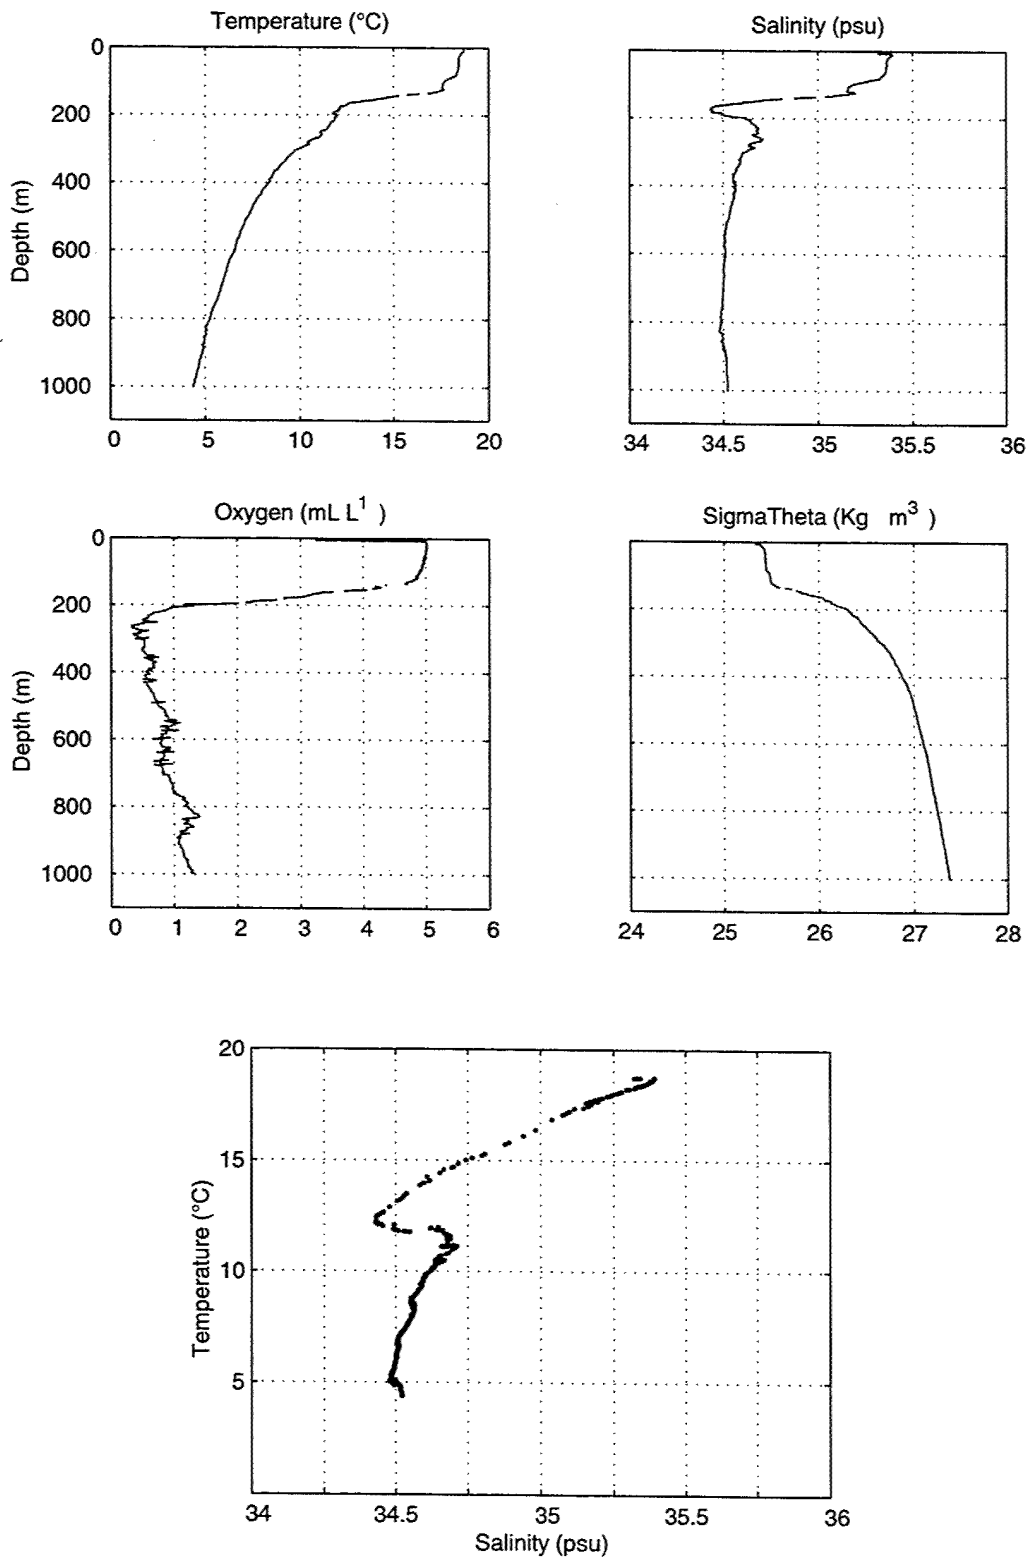 Temperature (°C)
Salinity (psu)
0
200
400
600
800
1000
Depth (m)
0 5 10 15 20
34 34.5 35 35.5 36
Oxygen (mL L1 )
SigmaTheta (Kg m3 )
0
200
400
600
800
1000
Depth (m)
0 1 2 3 4 5 6
24 25 26 27 28
20
15
10
5
Temperature (°C)
34 34.5 35 35.5 36
Salinity (psu)